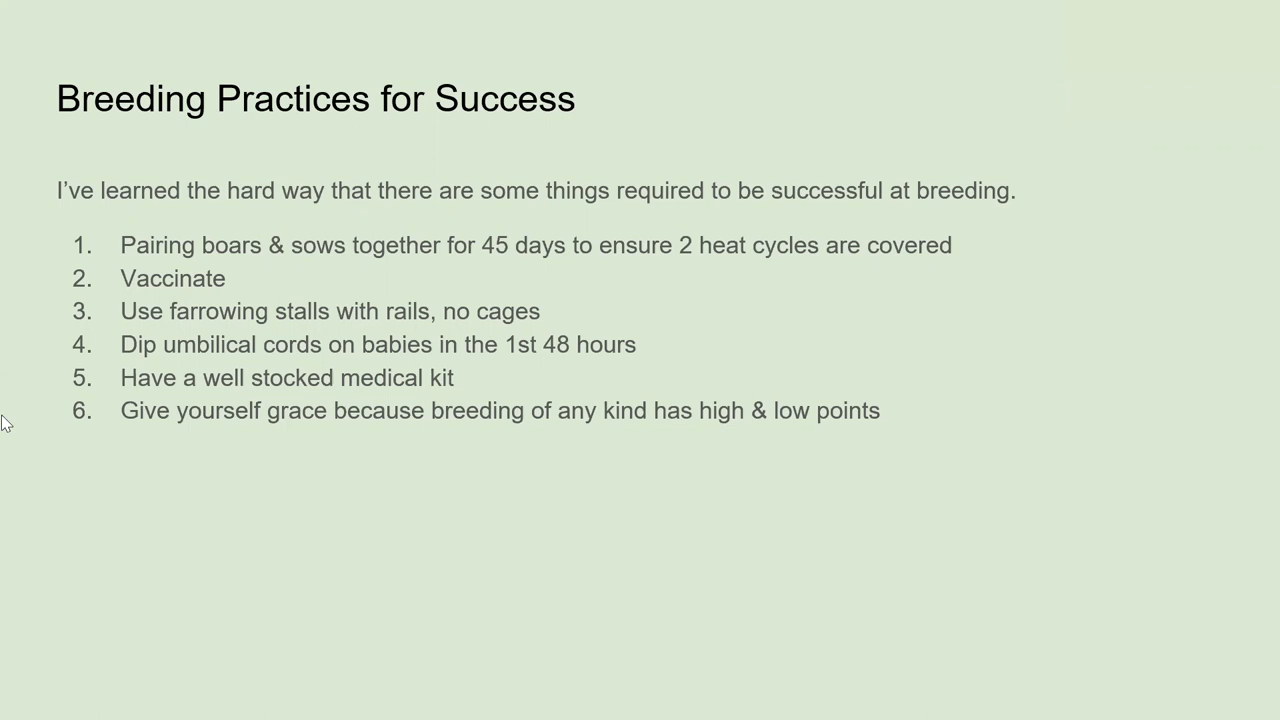 Breeding Practices for Success
I’ve learned the hard way that there are some things required to be successful at breeding.
1. Pairing boars & sows together for 45 days to ensure 2 heat cycles are covered
2. Vaccinate
3. Use farrowing stalls with rails, no cages
4. Dip umbilical cords on babies in the 1st 48 hours
5. Have a well stocked medical kit
6. Give yourself grace because breeding of any kind has high & low points